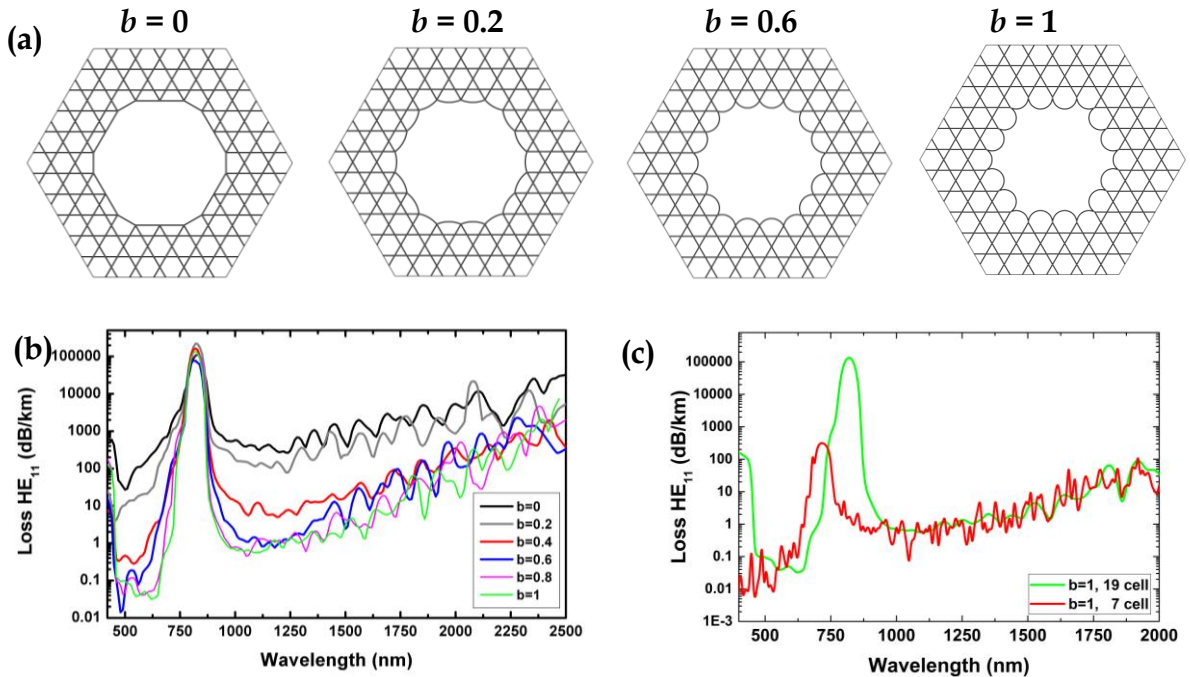 (a)
b = 0
b = 0.2
b = 0.6
b = 1
(b)
Loss HE11 (dB/km)
100000
10000
1000
100
10
1
0.1
0.01
b=0
b=0.2
b=0.4
b=0.6
b=0.8
b=1
500 750 1000 1250 1500 1750 2000 2250 2500
Wavelength (nm)
(c)
Loss HE11 (dB/km)
100000
10000
1000
100
10
1
0.1
0.01
1E-3
b=1, 19 cell
b=1, 7 cell
500 750 1000 1250 1500 1750 2000
Wavelength (nm)